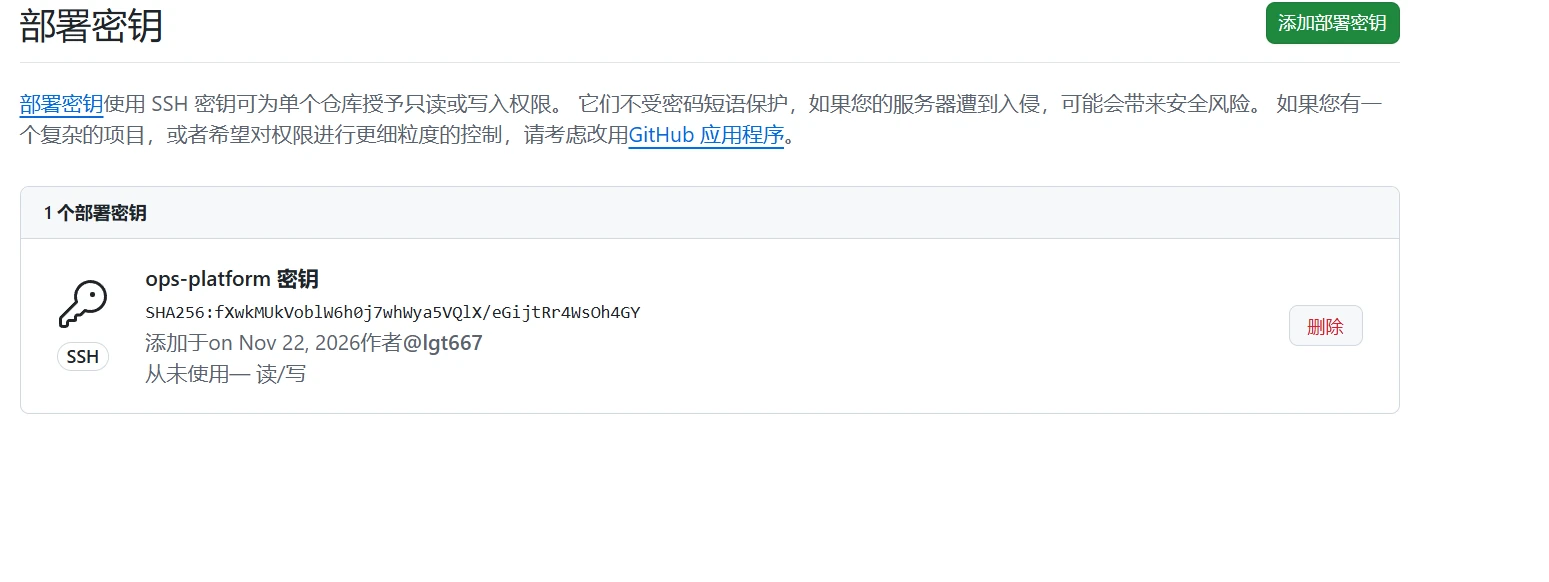 部署密钥
添加部署密钥
部署密钥使用 SSH 密钥可为单个仓库授予只读或写入权限。 它们不受密码短语保护，如果您的服务器遭到入侵，可能会带来安全风险。 如果您有一
个复杂的项目，或者希望对权限进行更细粒度的控制，请考虑改用GitHub 应用程序。
1 个部署密钥
ops-platform 密钥
SHA256:fXwkMUkVoblW6h0j7whWya5VQlX/eGijtRr4WsOh4GY
添加于on Nov 22, 2026作者@lgt667
SSH
从未使用— 读/写
删除